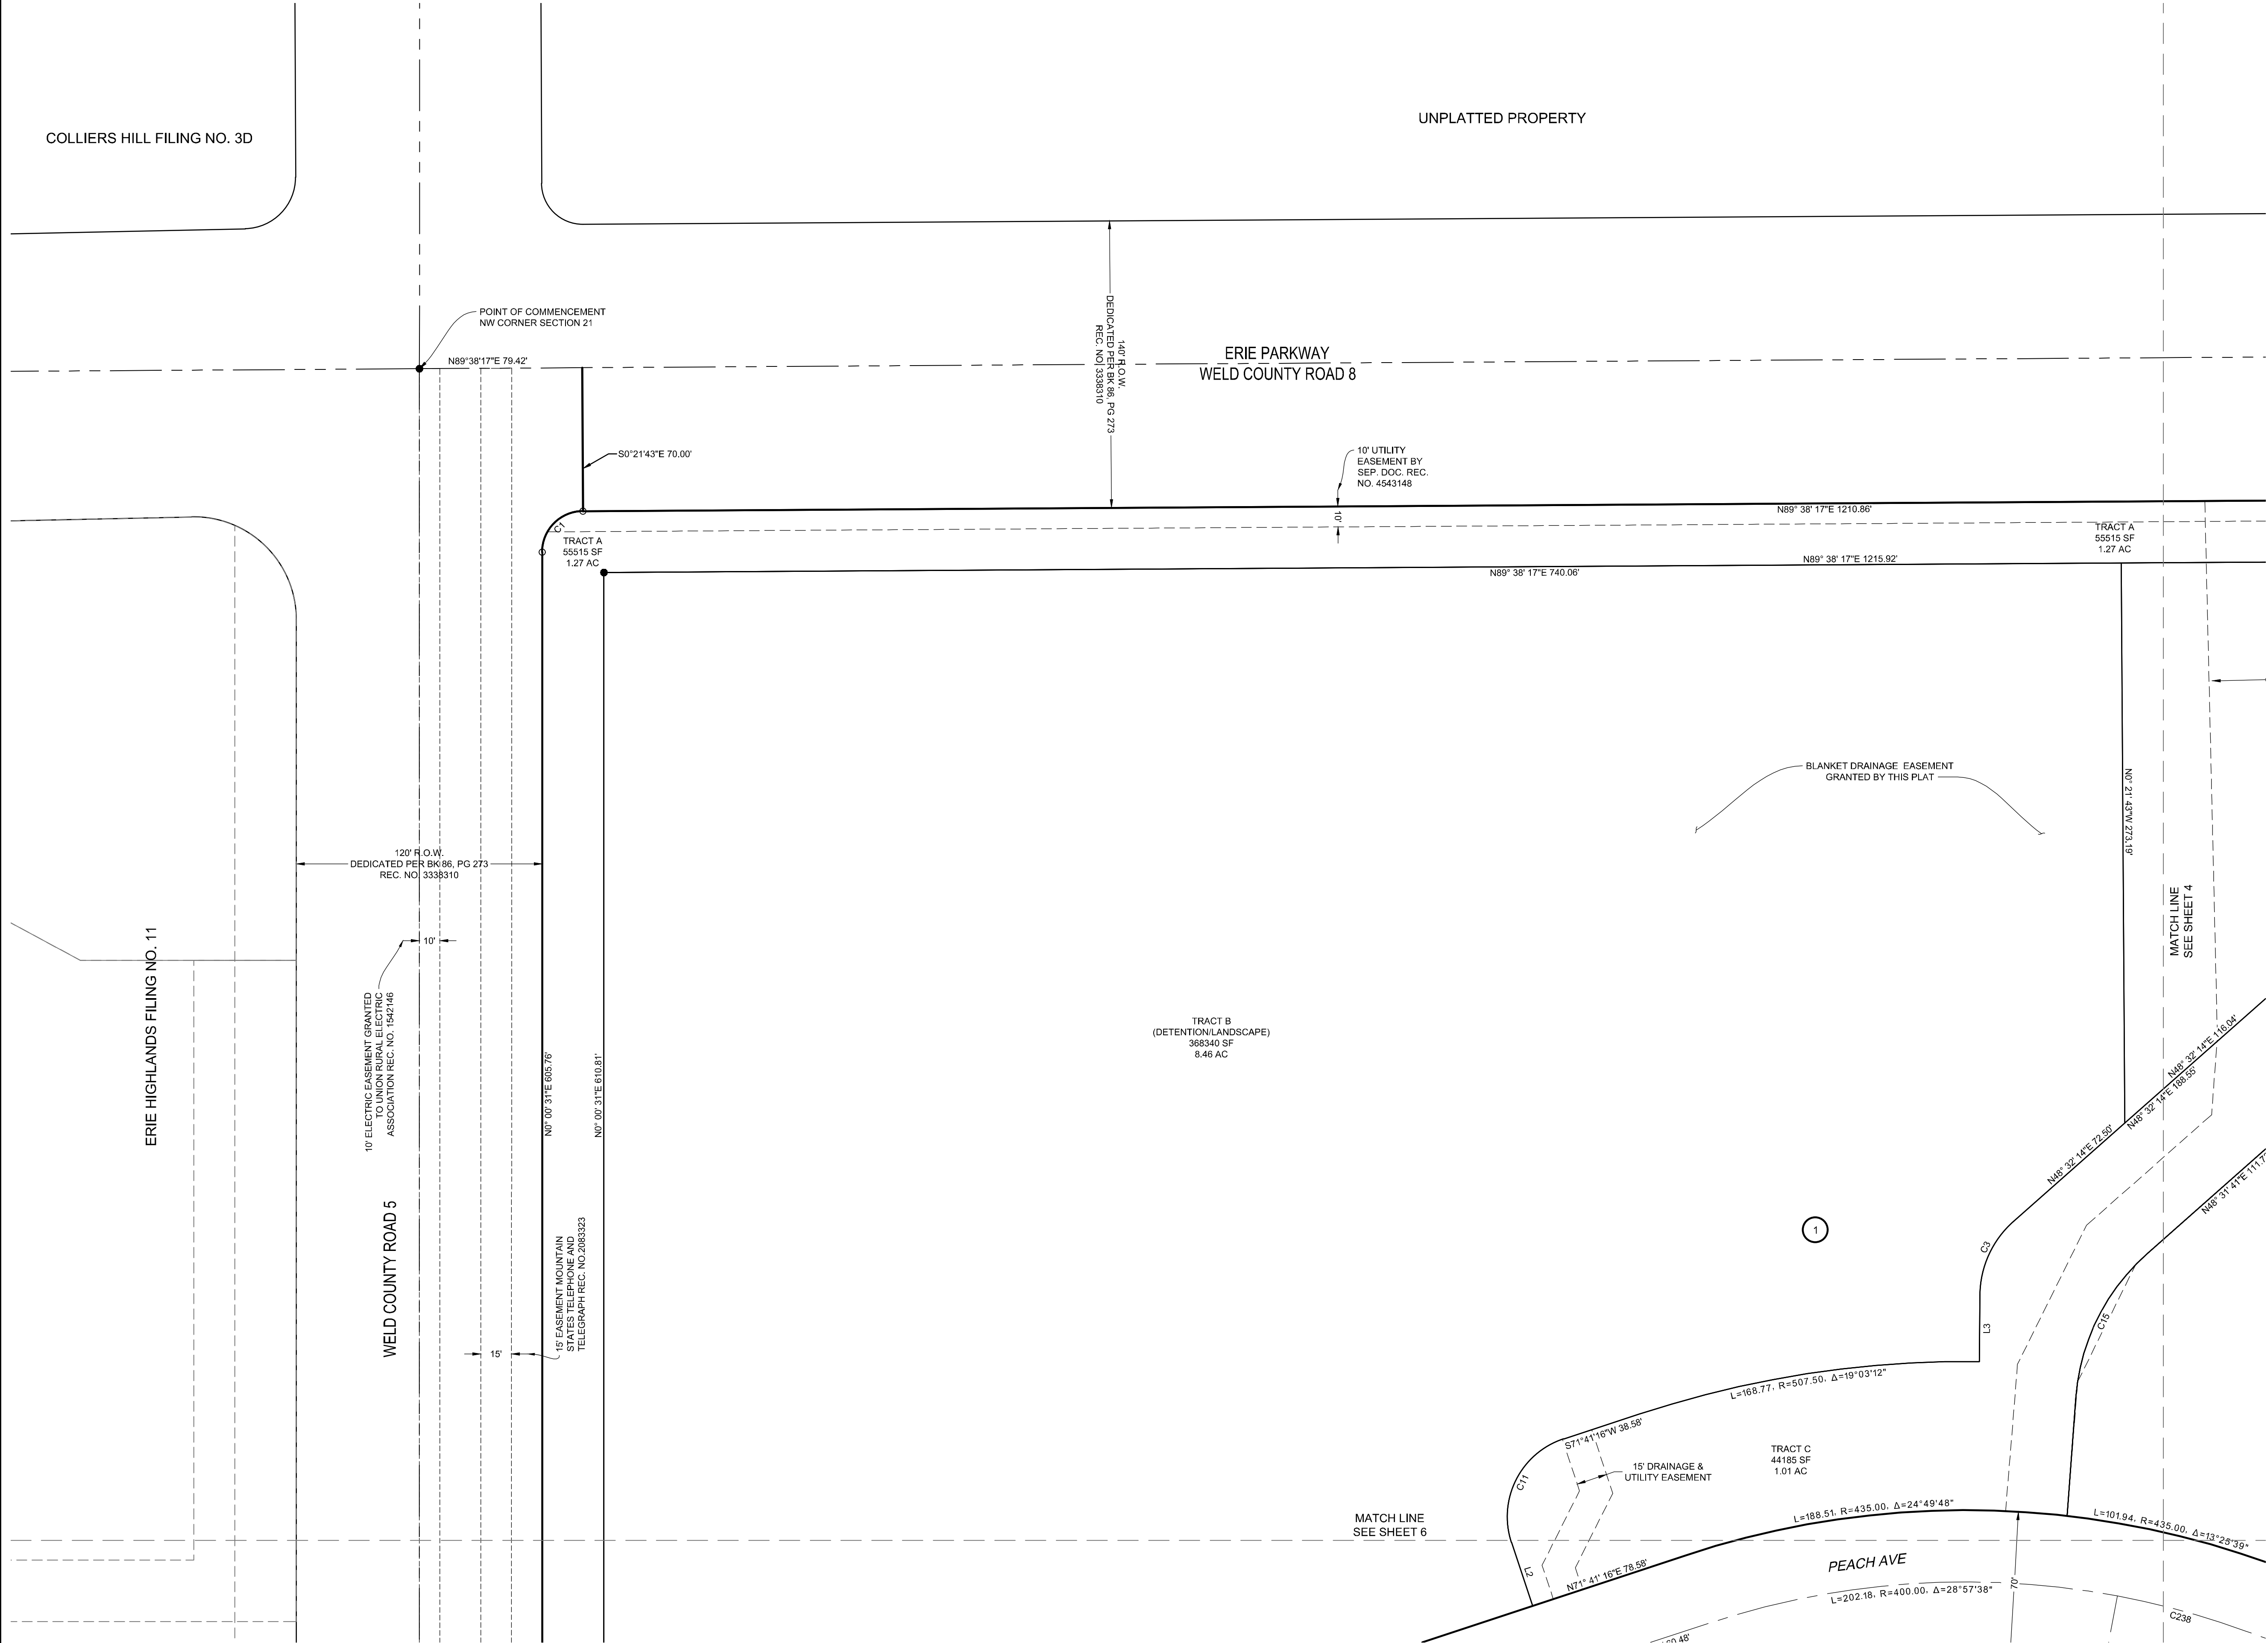 COLLIERS HILL FILING NO. 3D
UNPLATTED PROPERTY
POINT OF COMMENCEMENT
NW CORNER SECTION 21
N89°38'17"E 79.42'
140' R.O.W.
DEDICATED PER BK 86, PG 273
REC. NO. 3338310
ERIE PARKWAY
WELD COUNTY ROAD 8
S0°21'43"E 70.00'
10' UTILITY
EASEMENT BY
SEP. DOC. REC.
NO. 4543148
10'
N89° 38' 17"E 1210.86'
C1
TRACT A
55515 SF
1.27 AC
TRACT A
55515 SF
1.27 AC
N89° 38' 17"E 1215.92'
N89° 38' 17"E 740.06'
BLANKET DRAINAGE EASEMENT
GRANTED BY THIS PLAT
N0° 21' 43"W 273.19'
120' R.O.W.
DEDICATED PER BK 86, PG 273
REC. NO. 3338310
MATCH LINE
SEE SHEET 4
ERIE HIGHLANDS FILING NO. 11
10'
10' ELECTRIC EASEMENT GRANTED
TO UNION RURAL ELECTRIC
ASSOCIATION REC. NO. 1542146
N0° 00' 31"E 605.76'
N0° 00' 31"E 610.81'
TRACT B
(DETENTION/LANDSCAPE)
368340 SF
8.46 AC
N48° 32' 14"E 116.04'
N48° 32' 14"E 188.55'
N48° 32' 14"E 72.50'
N48° 31' 41"E 111.7
WELD COUNTY ROAD 5
15' EASEMENT MOUNTAIN
STATES TELEPHONE AND
TELEGRAPH REC. NO.2083323
15'
1
C3
L3
C15
L=168.77, R=507.50, Δ=19°03'12"
S71°41'16"W 38.58'
C11
15' DRAINAGE &
UTILITY EASEMENT
TRACT C
44185 SF
1.01 AC
MATCH LINE
SEE SHEET 6
L=188.51, R=435.00, Δ=24°49'48"
L=101.94, R=435.00, Δ=13°25'39"
L2
N71° 41' 16"E 78.58'
PEACH AVE
70'
L=202.18, R=400.00, Δ=28°57'38"
C238